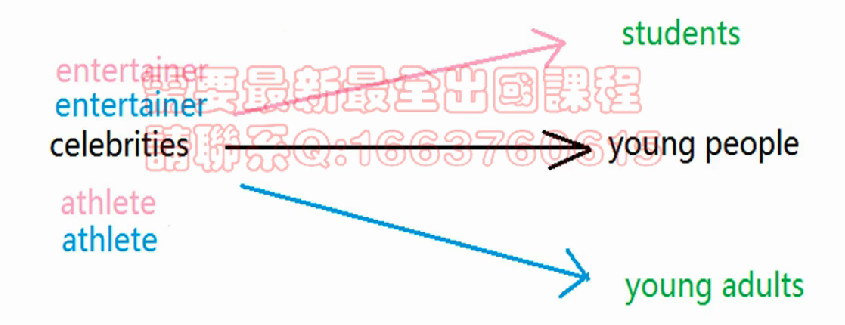 students
entertainer
entertainer
需要最新最全出國課程
celebrities
請聯系Q:1663760615
young people
athlete
athlete
young adults